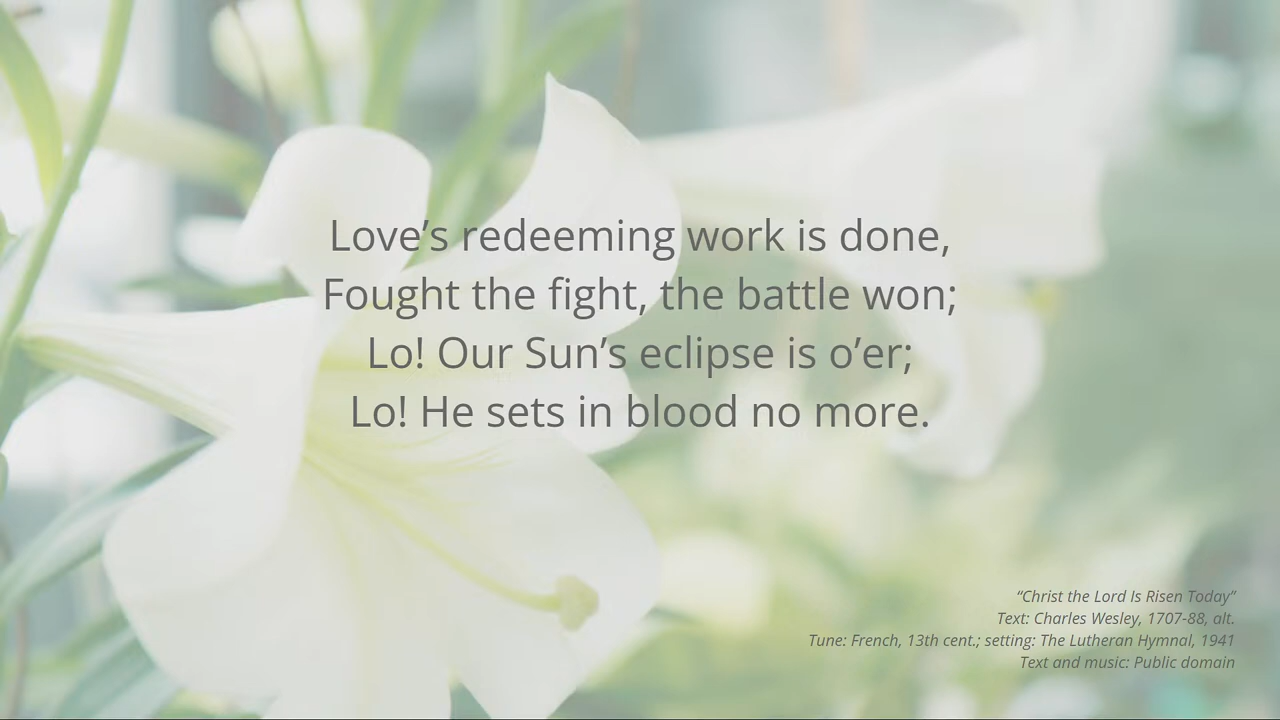 Love’s redeeming work is done,
Fought the fight, the battle won;
Lo! Our Sun’s eclipse is o’er;
Lo! He sets in blood no more.
“Christ the Lord Is Risen Today”
Text: Charles Wesley, 1707-88, alt.
Tune: French, 13th cent.; setting: The Lutheran Hymnal, 1941
Text and music: Public domain